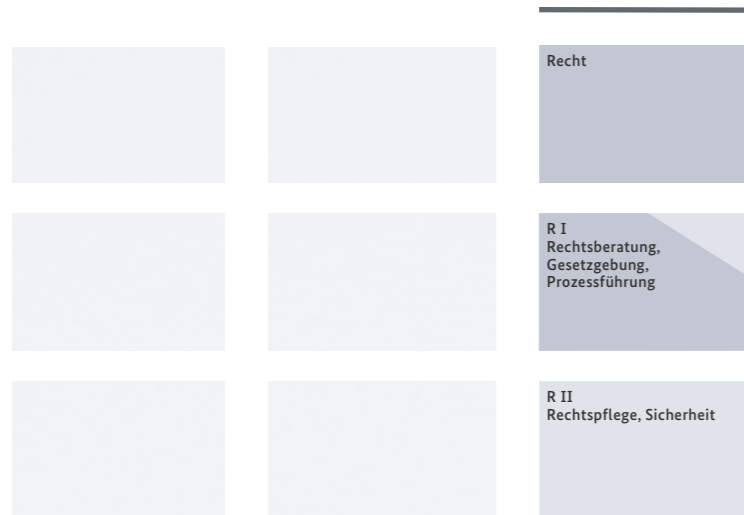 Recht
R I
Rechtsberatung,
Gesetzgebung,
Prozessführung
R II
Rechtspflege, Sicherheit